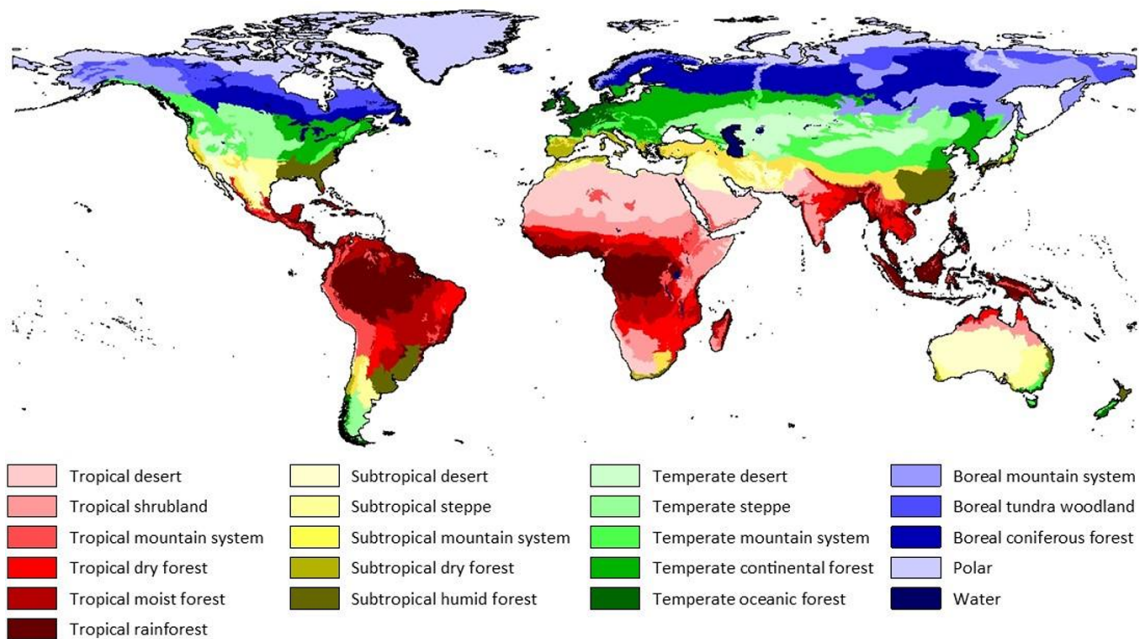 Tropical desert
Tropical shrubland
Tropical mountain system
Tropical dry forest
Tropical moist forest
Tropical rainforest
Subtropical desert
Subtropical steppe
Subtropical mountain system
Subtropical dry forest
Subtropical humid forest
Temperate desert
Temperate steppe
Temperate mountain system
Temperate continental forest
Temperate oceanic forest
Boreal mountain system
Boreal tundra woodland
Boreal coniferous forest
Polar
Water